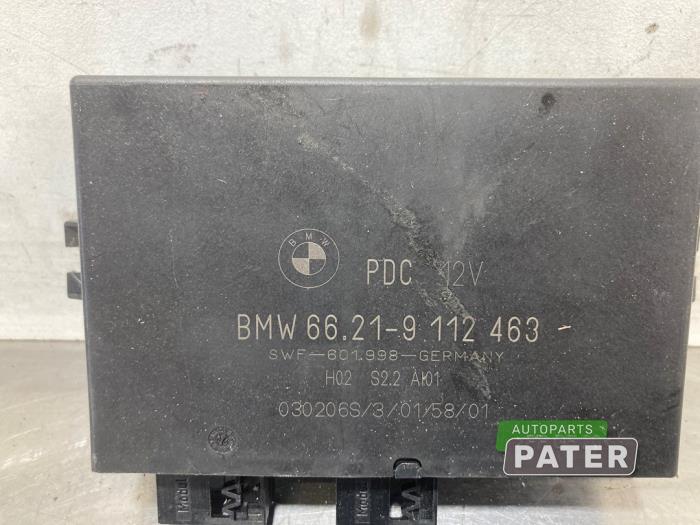 BMW
PDC 12V
BMW 66.21-9 112 463
SWF-601.998-GERMANY
H02 S2.2 AI01
030206S/3/01/58/01
AUTOPARTS
PATER